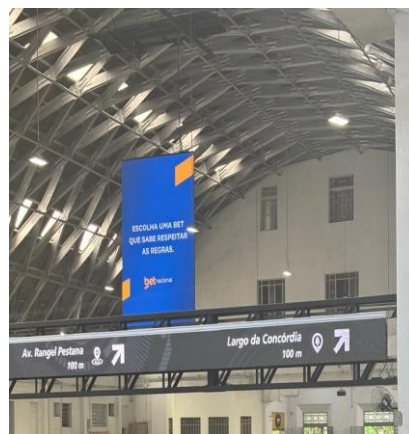 ESCOLHA UMA BET
QUE SABE RESPEITAR
AS REGRAS.
betnacional
Av. Rangel Pestana
100 m
Largo da Concórdia
100 m